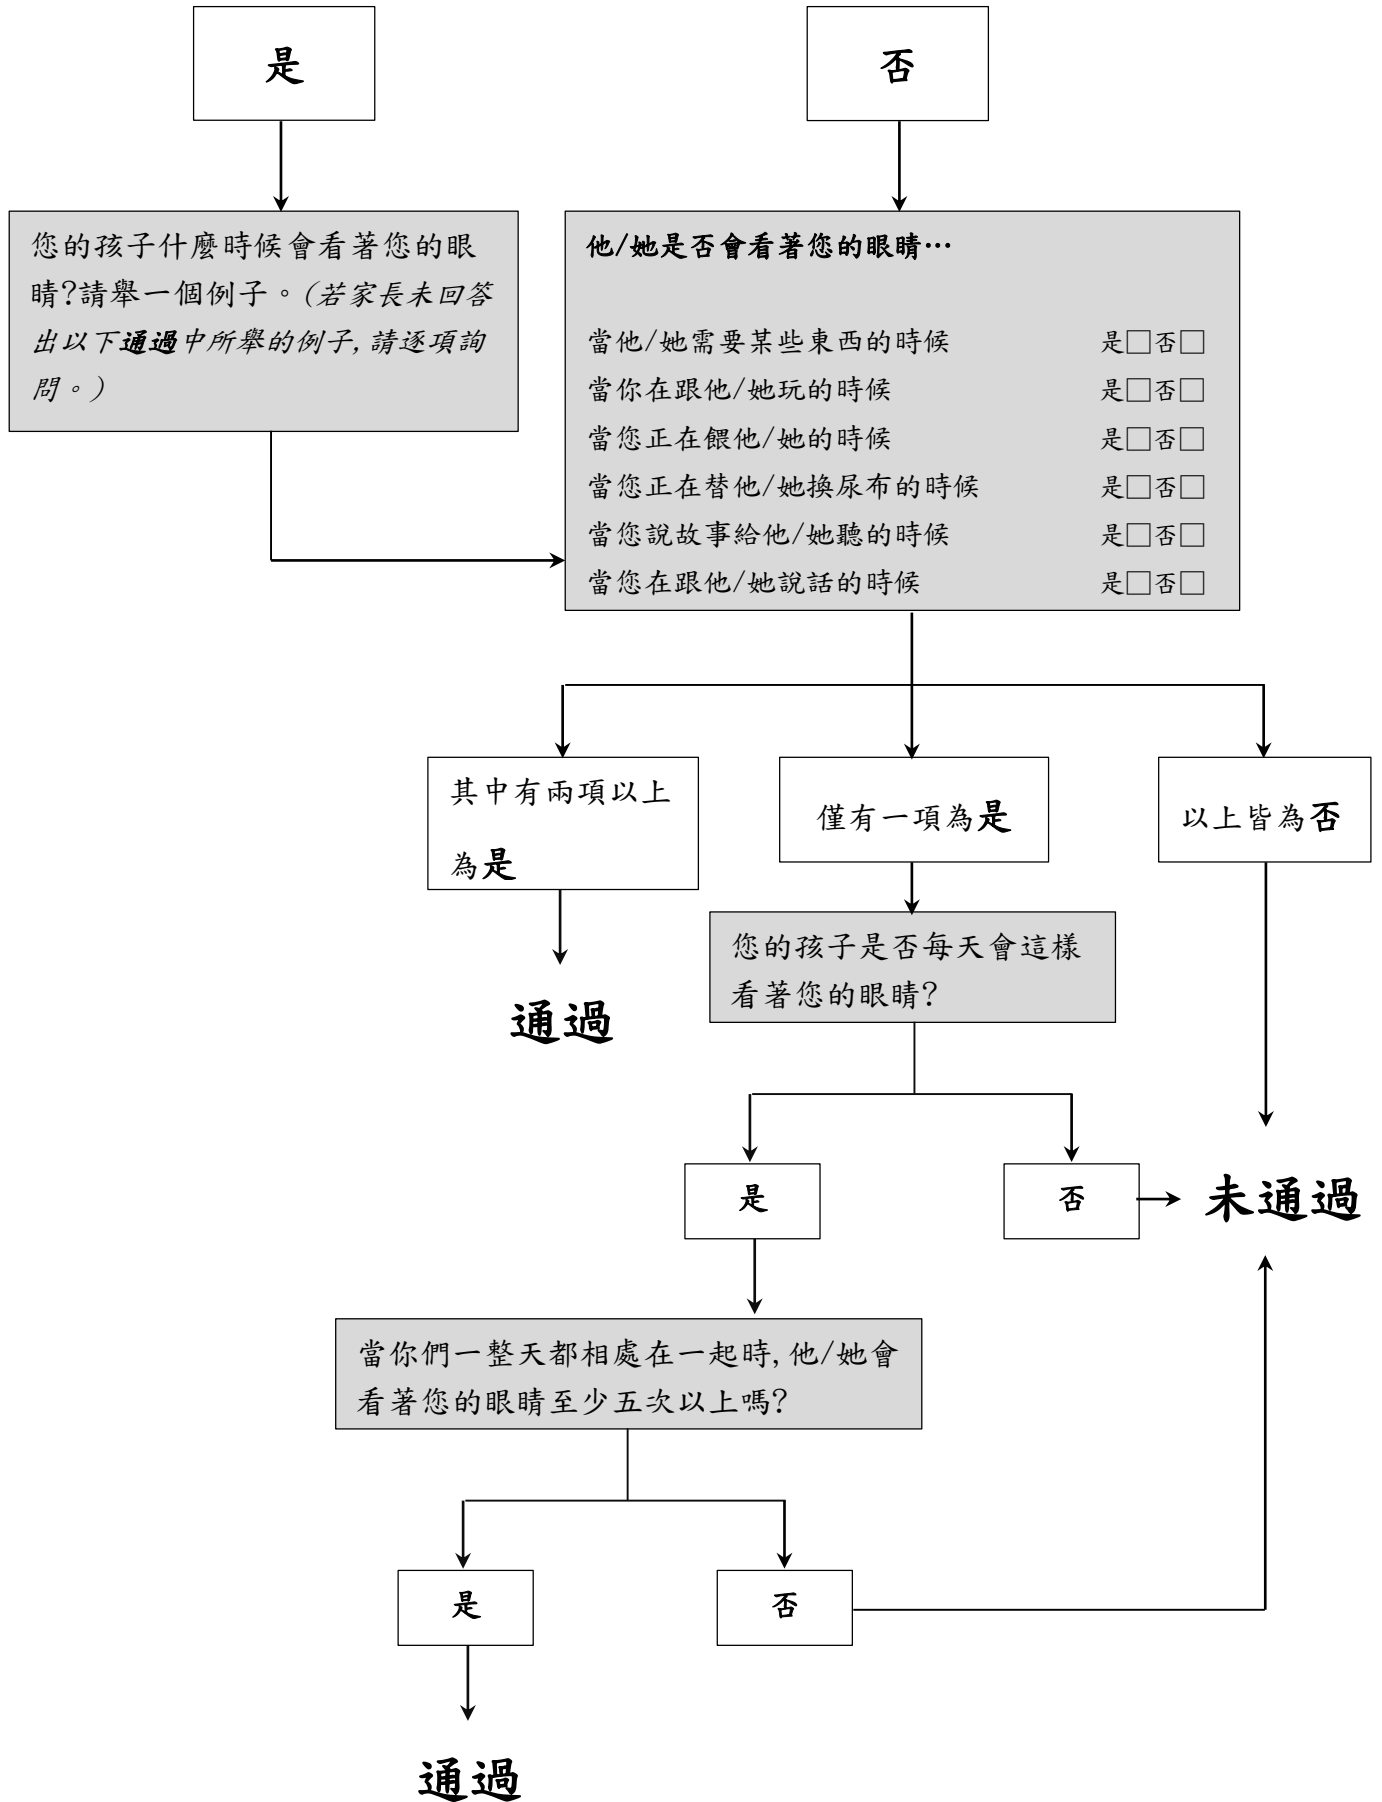 是
否
您的孩子什麼時候會看著您的眼
睛?請舉一個例子。(若家長未回答
出以下通過中所舉的例子,請逐項詢
問。)
他/她是否會看著您的眼睛…
當他/她需要某些東西的時候 是□否□
當你在跟他/她玩的時候 是□否□
當您正在餵他/她的時候 是□否□
當您正在替他/她換尿布的時候 是□否□
當您說故事給他/她聽的時候 是□否□
當您在跟他/她說話的時候 是□否□
其中有兩項以上
為是
僅有一項為是
以上皆為否
通過
您的孩子是否每天會這樣
看著您的眼睛?
是
否
未通過
當你們一整天都相處在一起時,他/她會
看著您的眼睛至少五次以上嗎?
是
否
通過